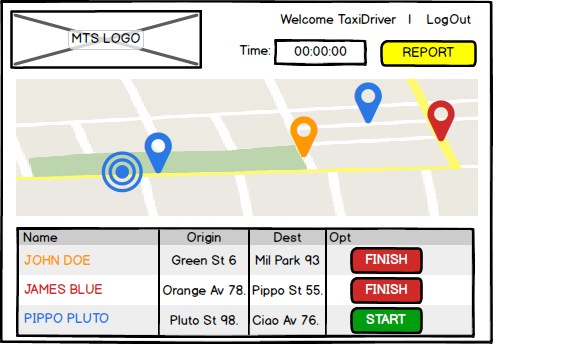 MTS LOGO
Welcome TaxiDriver | LogOut
Time: 00:00:00 REPORT
Name Origin Dest Opt
JOHN DOE Green St 6 Mil Park 93 FINISH
JAMES BLUE Orange Av 78. Pippo St 55. FINISH
PIPPO PLUTO Pluto St 98. Ciao Av 76. START